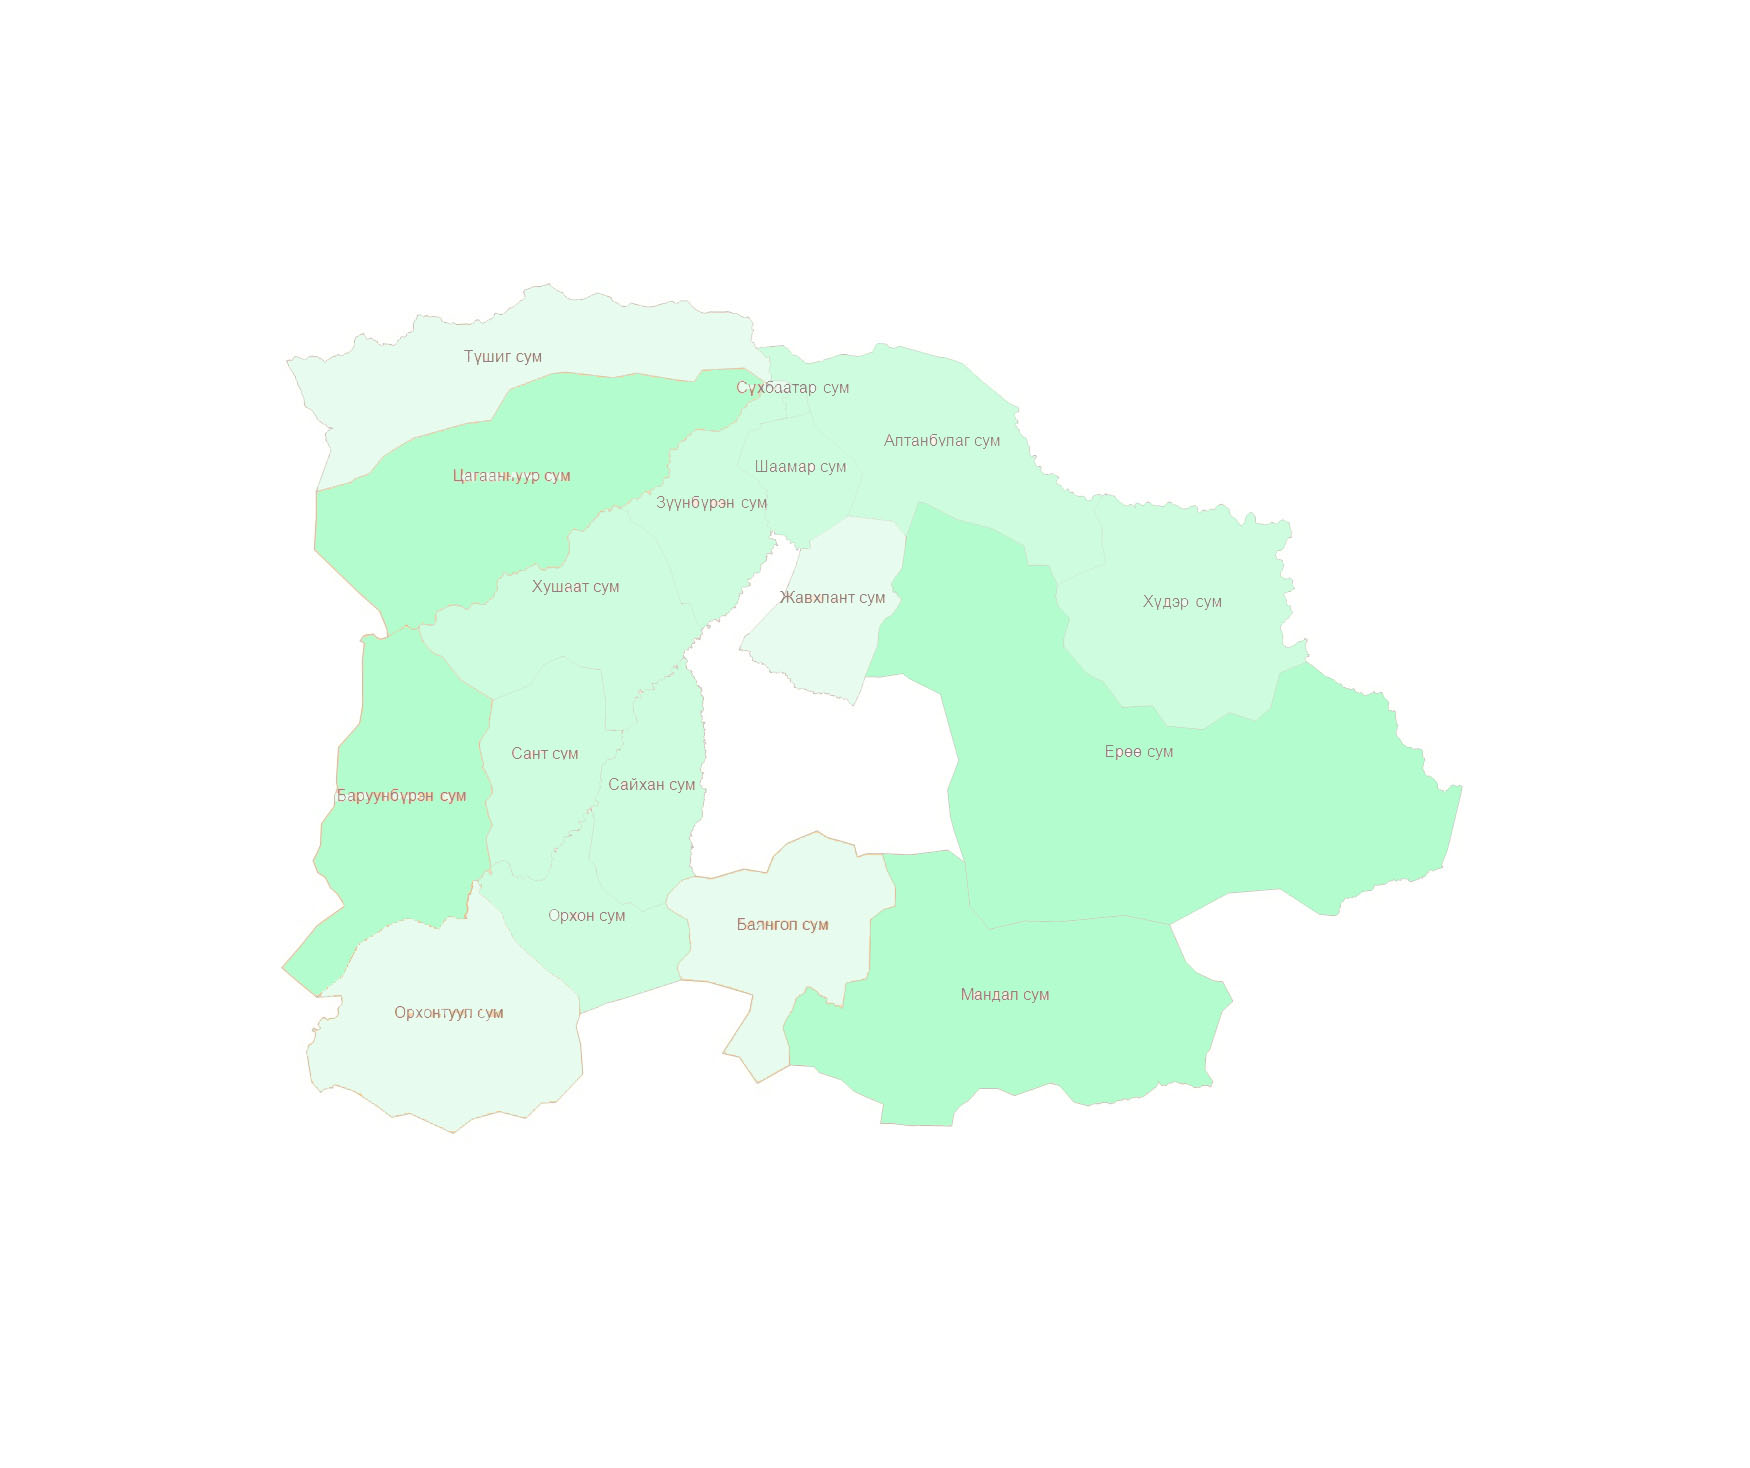 Түшиг сум
Сүхбаатар сум
Алтанбулаг сум
Шаамар сум
Цагааннуур сум
Зүүнбүрэн сум
Хушаат сум
Жавхлант сум
Хүдэр сум
Сант сум
Ерөө сум
Сайхан сум
Баруунбүрэн сум
Орхон сум
Баянгол сум
Мандал сум
Орхонтуул сум